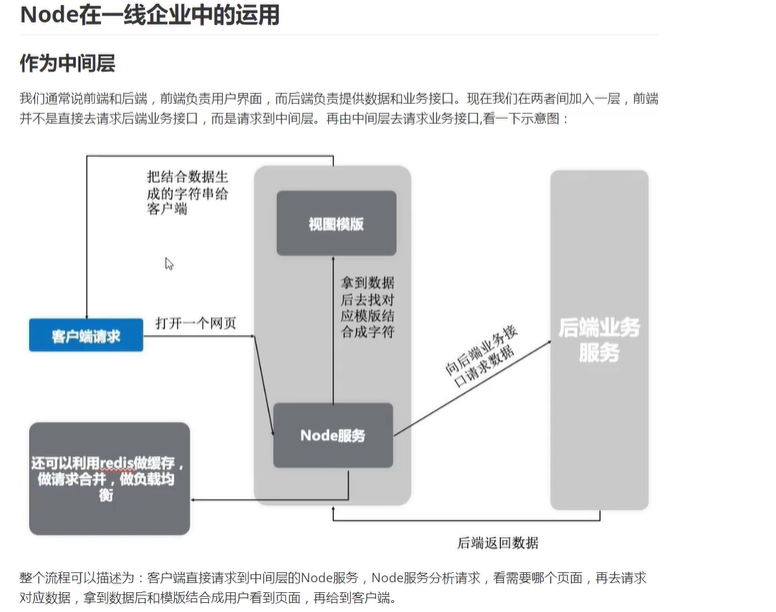 Node在一线企业中的运用
作为中间层
我们通常说前端和后端，前端负责用户界面，而后端负责提供数据和业务接口。现在我们在两者间加入一层，前端
并不是直接去请求后端业务接口，而是请求到中间层。再由中间层去请求业务接口,看一下示意图：
把结合数据生
成的字符串给
客户端
视图模版
拿到数据
后去找对
应模版结
合成字符
打开一个网页
客户端请求
向后端业务接
口请求数据
后端业务
服务
Node服务
还可以利用redis做缓存，
做请求合并，做负载均
衡
后端返回数据
整个流程可以描述为：客户端直接请求到中间层的Node服务，Node服务分析请求，看需要哪个页面，再去请求
对应数据，拿到数据后和模版结合成用户看到页面，再给到客户端。